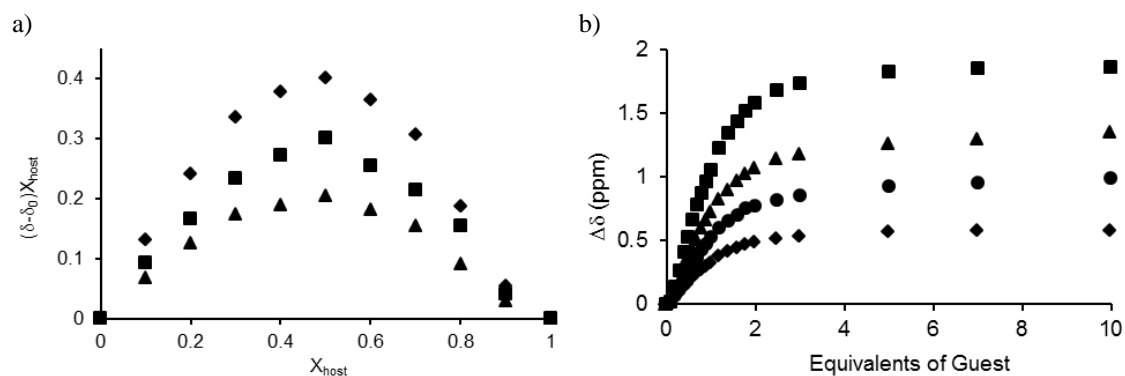 a)
(δ-δ0)Xhost
0.4
0.3
0.2
0.1
0
0 0.2 0.4 0.6 0.8 1
Xhost
b)
Δδ (ppm)
2
1.5
1
0.5
0
0 2 4 6 8 10
Equivalents of Guest